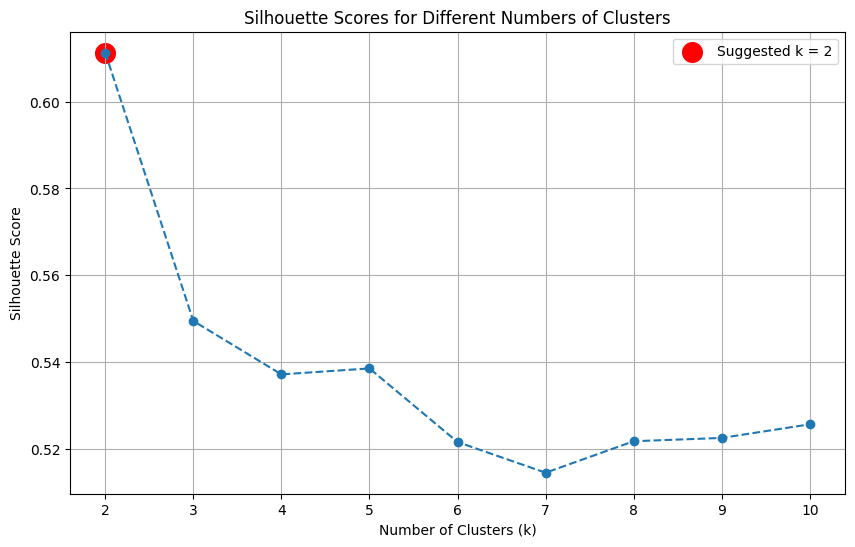 Silhouette Scores for Different Numbers of Clusters
Suggested k = 2
Silhouette Score
0.60
0.58
0.56
0.54
0.52
2 3 4 5 6 7 8 9 10
Number of Clusters (k)